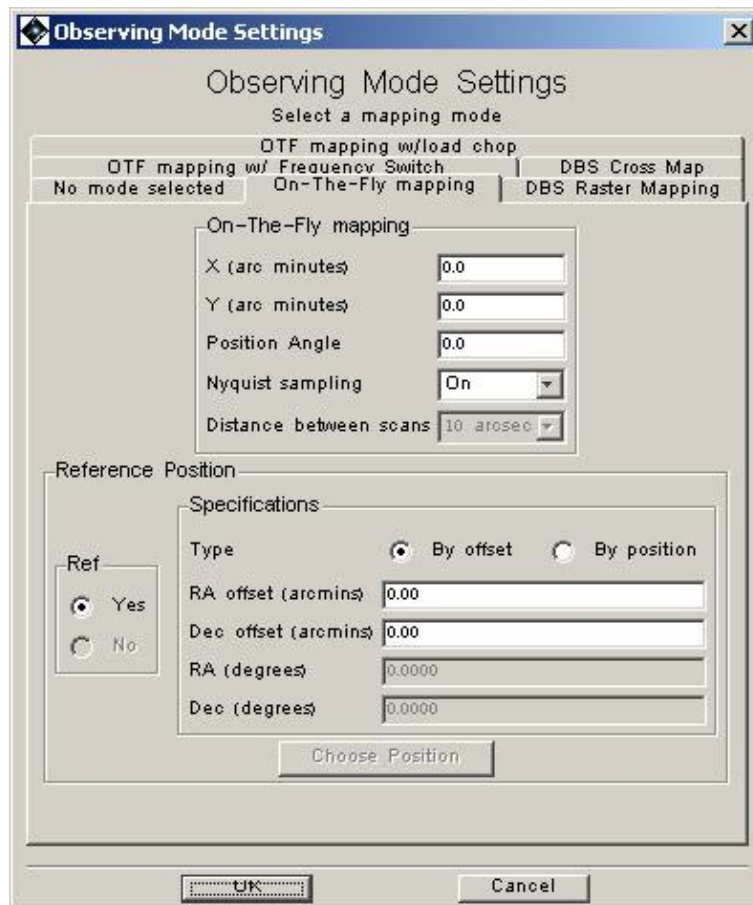 Observing Mode Settings
Observing Mode Settings
Select a mapping mode
OTF mapping w/load chop
OTF mapping w/ Frequency Switch DBS Cross Map
No mode selected On-The-Fly mapping DBS Raster Mapping
On-The-Fly mapping
X (arc minutes) 0.0
Y (arc minutes) 0.0
Position Angle 0.0
Nyquist sampling On
Distance between scans 10 arcsec
Reference Position
Specifications
Ref
Type By offset By position
Yes
No
RA offset (arcmins) 0.00
Dec offset (arcmins) 0.00
RA (degrees) 0.0000
Dec (degrees) 0.0000
Choose Position
OK Cancel